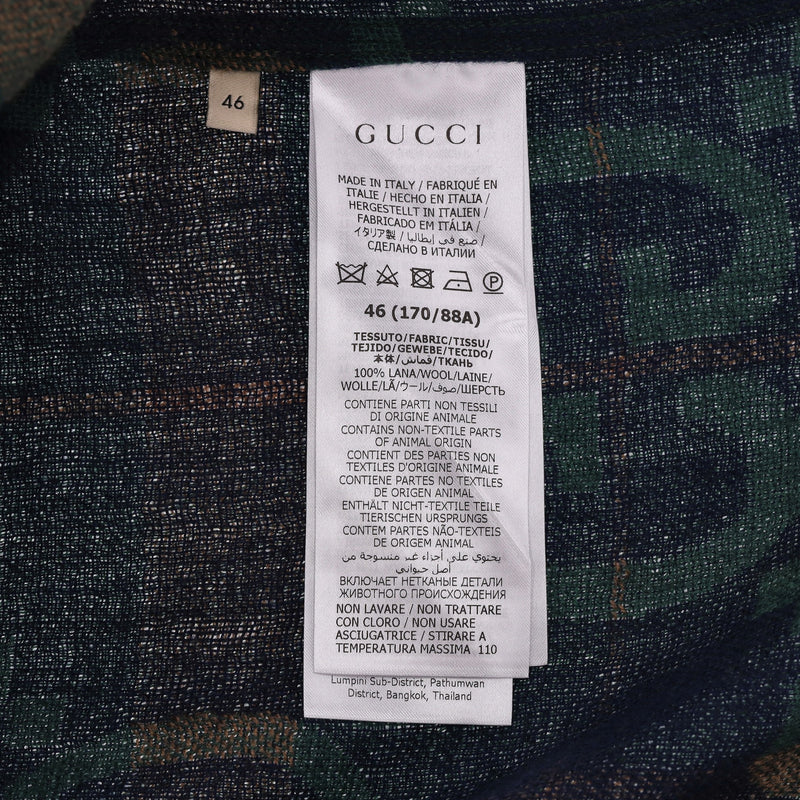 46
GUCCI
MADE IN ITALY / FABRIQUÉ EN
ITALIE / HECHO EN ITALIA /
HERGESTELLT IN ITALIEN /
FABRICADO EM ITÁLIA /
イタリア製 / صنع في إيطاليا /
СДЕЛАНО В ИТАЛИИ
P
46 (170/88A)
TESSUTO/FABRIC/TISSU/
TEJIDO/GEWEBE/TECIDO/
本体/قماش/ТКАНЬ
100% LANA/WOOL/LAINE/
WOLLE/LÃ/ウール/صوف/ШЕРСТЬ
CONTIENE PARTI NON TESSILI
DI ORIGINE ANIMALE
CONTAINS NON-TEXTILE PARTS
OF ANIMAL ORIGIN
CONTIENT DES PARTIES NON
TEXTILES D'ORIGINE ANIMALE
CONTIENE PARTES NO TEXTILES
DE ORIGEN ANIMAL
ENTHÄLT NICHT-TEXTILE TEILE
TIERISCHEN URSPRUNGS
CONTEM PARTES NÃO-TEXTEIS
DE ORIGEM ANIMAL
يحتوي على أجزاء غير منسوجة من
أصل حيواني
ВКЛЮЧАЕТ НЕТКАНЫЕ ДЕТАЛИ
ЖИВОТНОГО ПРОИСХОЖДЕНИЯ
NON LAVARE / NON TRATTARE
CON CLORO / NON USARE
ASCIUGATRICE / STIRARE A
TEMPERATURA MASSIMA 110
Lumpini Sub-District, Pathumwan
District, Bangkok, Thailand